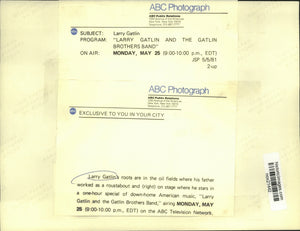 ABC Photograph
ABC Public Relations
SUBJECT: Larry Gatlin
PROGRAM: "LARRY GATLIN AND THE GATLIN
BROTHERS BAND"
ON AIR: MONDAY, MAY 25 (9:00-10:00 p.m., EDT)
JSP 5/5/81
2-up
ABC Photograph
ABC Public Relations
EXCLUSIVE TO YOU IN YOUR CITY
Larry Gatlin's roots are in the oil fields where his father
worked as a roustabout and (right) on stage where he stars in
a one-hour special of down-home American music, "Larry
Gatlin and the Gatlin Brothers Band," airing MONDAY, MAY
25 (9:00-10:00 p.m., EDT) on the ABC Television Network.